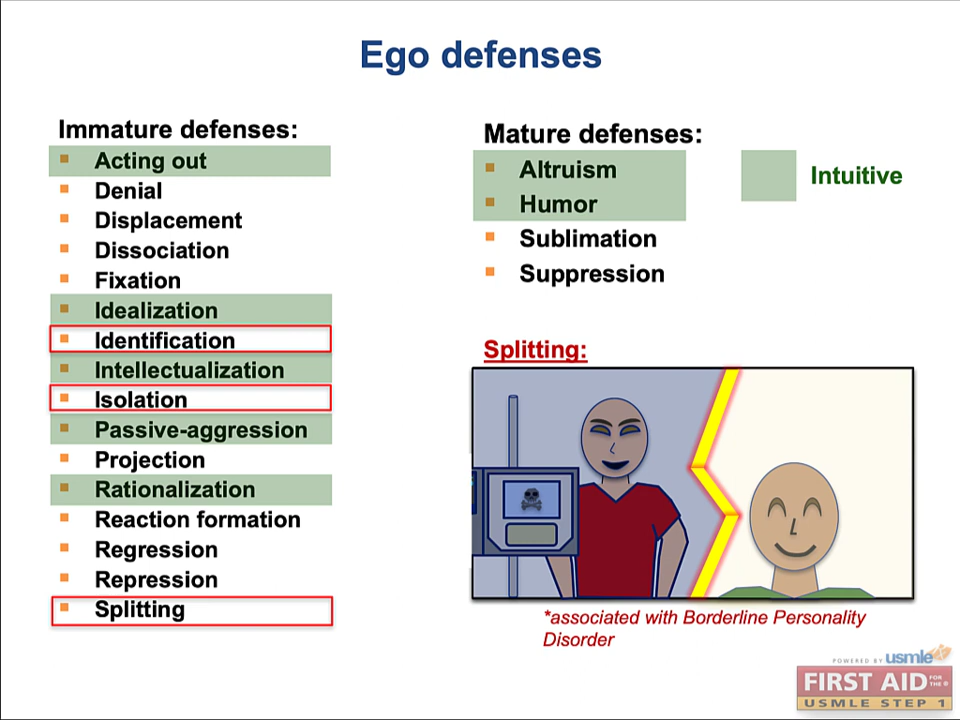 Ego defenses
Immature defenses:
Acting out
Denial
Displacement
Dissociation
Fixation
Idealization
Identification
Intellectualization
Isolation
Passive-aggression
Projection
Rationalization
Reaction formation
Regression
Repression
Splitting
Mature defenses:
Altruism
Humor
Sublimation
Suppression
Intuitive
Splitting:
*associated with Borderline Personality
Disorder
POWERED BY usmle
FIRST AID FOR THE®
USMLE STEP 1